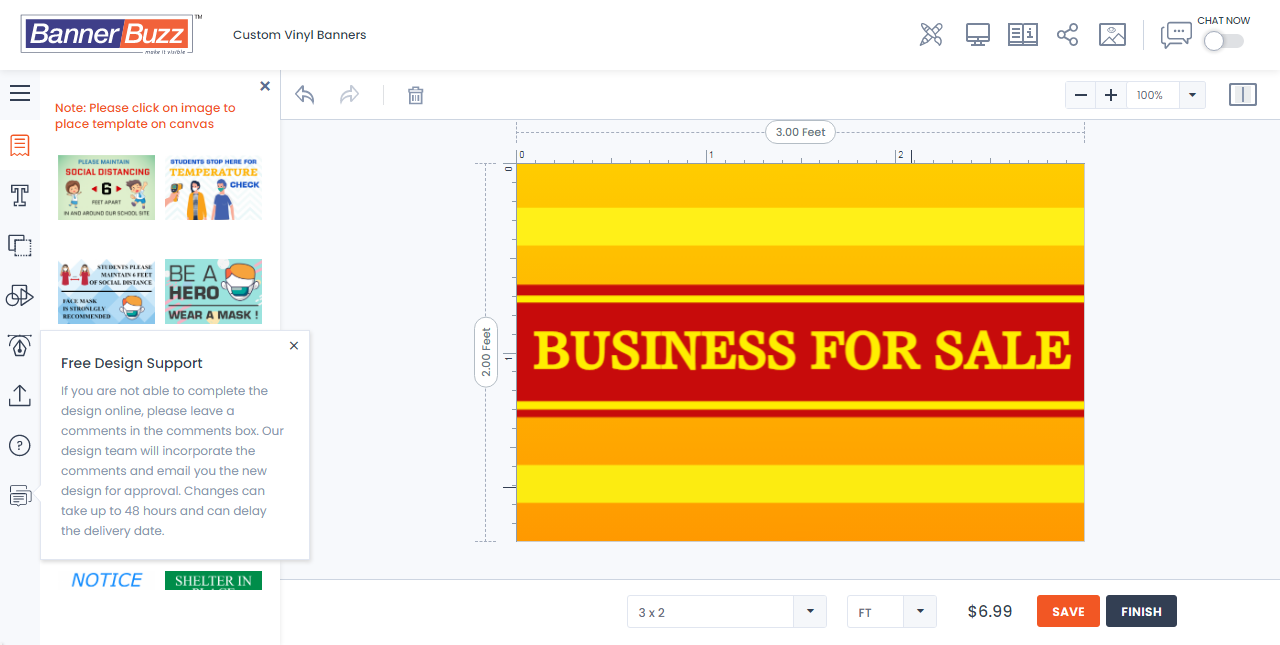 BannerBuzz™
make it visible
Custom Vinyl Banners
CHAT NOW
Note: Please click on image to
place template on canvas
100%
PLEASE MAINTAIN
SOCIAL DISTANCING
6
FEET APART
IN AND AROUND OUR SCHOOL SITE
STUDENTS STOP HERE FOR
TEMPERATURE
CHECK
STUDENTS PLEASE
MAINTAIN 6 FEET
OF SOCIAL DISTANCE
FACE MASK
IS STRONLGLY
RECOMMENDED
BE A
HERO
WEAR A MASK !
Free Design Support
If you are not able to complete the
design online, please leave a
comments in the comments box. Our
design team will incorporate the
comments and email you the new
design for approval. Changes can
take up to 48 hours and can delay
the delivery date.
NOTICE
SHELTER IN
PLACE
3.00 Feet
0
1
2
0
1
2.00 Feet
BUSINESS FOR SALE
3 x 2
FT
$6.99
SAVE
FINISH